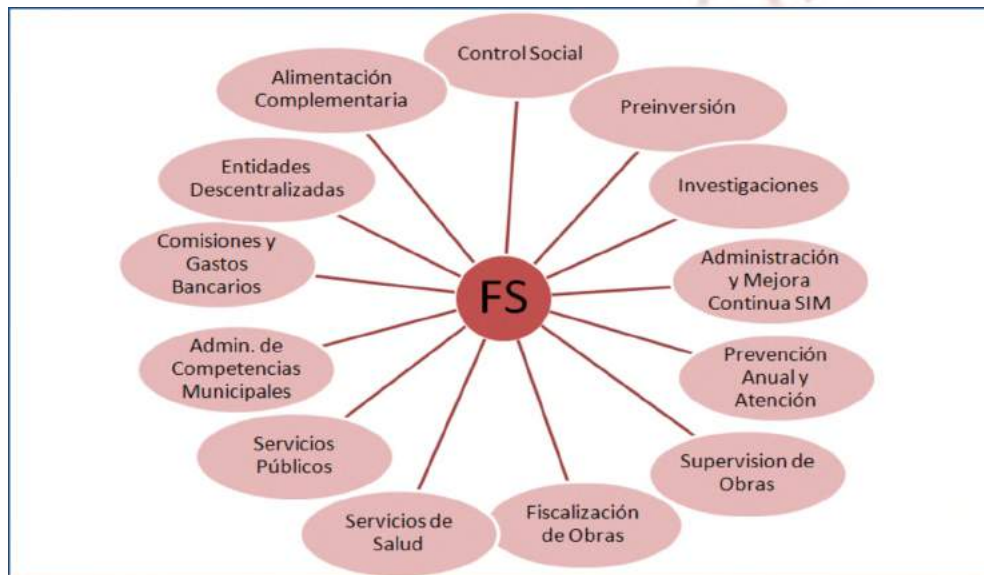 Control Social
Preinversión
Investigaciones
Administración
y Mejora
Continua SIM
Prevención
Anual y
Atención
Supervision de
Obras
Fiscalización
de Obras
Servicios de
Salud
Servicios
Públicos
Admin. de
Competencias
Municipales
Comisiones y
Gastos
Bancarios
Entidades
Descentralizadas
Alimentación
Complementaria
FS